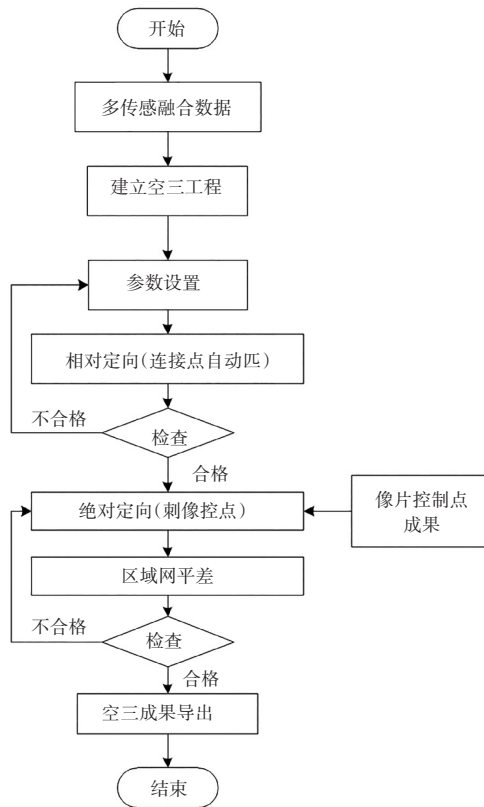 开始
多传感融合数据
建立空三工程
参数设置
相对定向(连接点自动匹)
不合格
检查
合格
绝对定向(刺像控点)
像片控制点
成果
区域网平差
不合格
检查
合格
空三成果导出
结束